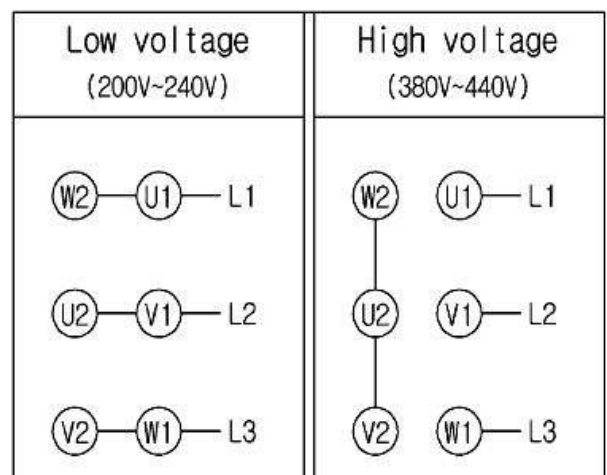 Low voltage
(200V~240V)
W2 U1 L1
U2 V1 L2
V2 W1 L3
High voltage
(380V~440V)
W2 U1 L1
U2 V1 L2
V2 W1 L3